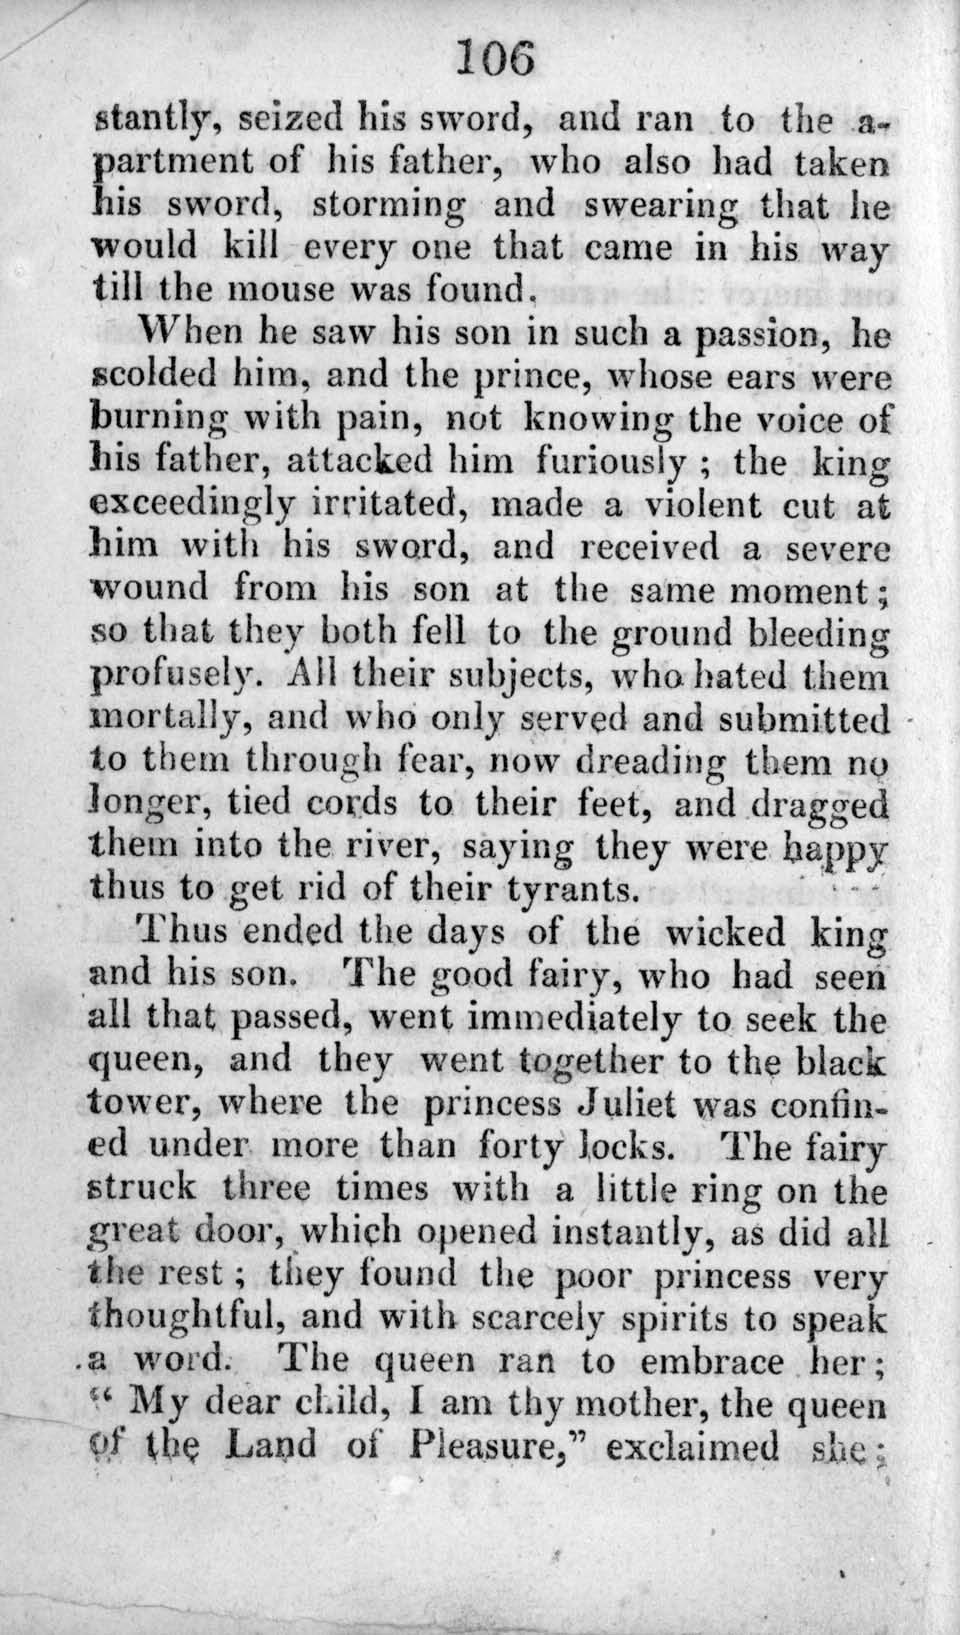 106
stantly, seized his sword, and ran to the a-
partment of his father, who also had taken
his sword, storming and swearing that he
would kill every one that came in his way
till the mouse was found.
When he saw his son in such a passion, he
scolded him, and the prince, whose ears were
burning with pain, not knowing the voice of
his father, attacked him furiously ; the king
exceedingly irritated, made a violent cut at
him with his sword, and received a severe
wound from his son at the same moment ;
so that they both fell to the ground bleeding
profusely. All their subjects, who hated them
mortally, and who only served and submitted
to them through fear, now dreading them no
longer, tied cords to their feet, and dragged
them into the river, saying they were happy
thus to get rid of their tyrants.
Thus ended the days of the wicked king
and his son. The good fairy, who had seen
all that passed, went immediately to seek the
queen, and they went together to the black
tower, where the princess Juliet was confin-
ed under more than forty locks. The fairy
struck three times with a little ring on the
great door, which opened instantly, as did all
the rest ; they found the poor princess very
thoughtful, and with scarcely spirits to speak
a word. The queen ran to embrace her ;
“ My dear child, I am thy mother, the queen
of the Land of Pleasure,” exclaimed she ;